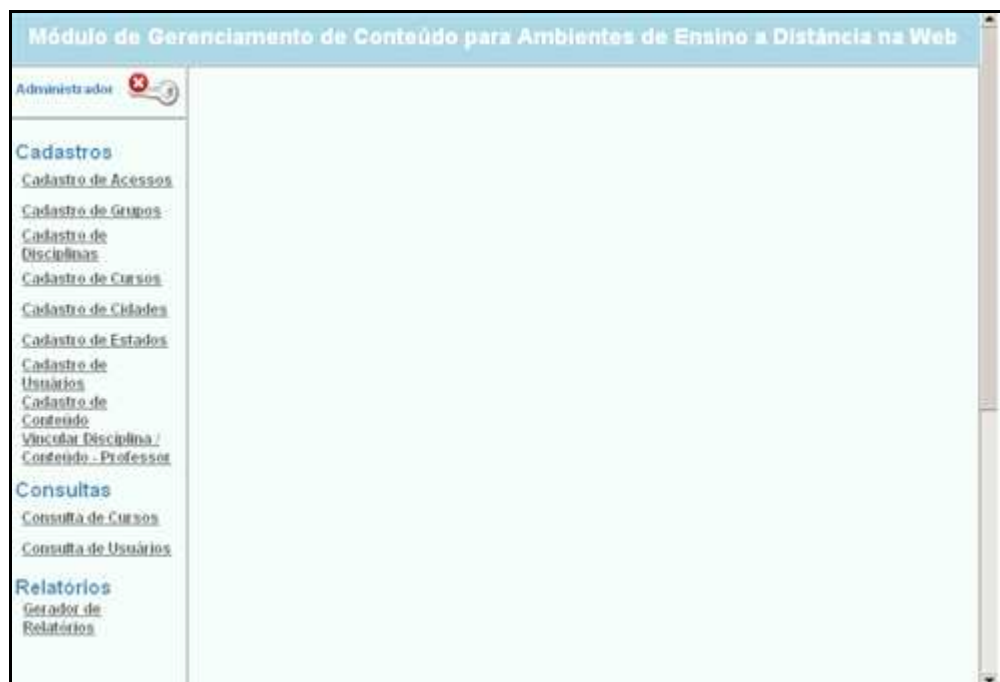 Módulo de Gerenciamento de Conteúdo para Ambientes de Ensino a Distância na Web
Administrador
Cadastros
Cadastro de Acessos
Cadastro de Grupos
Cadastro de
Disciplinas
Cadastro de Cursos
Cadastro de Cidades
Cadastro de Estados
Cadastro de
Usuários
Cadastro de
Conteúdo
Vincular Disciplina /
Conteúdo - Professor
Consultas
Consulta de Cursos
Consulta de Usuários
Relatórios
Gerador de
Relatórios